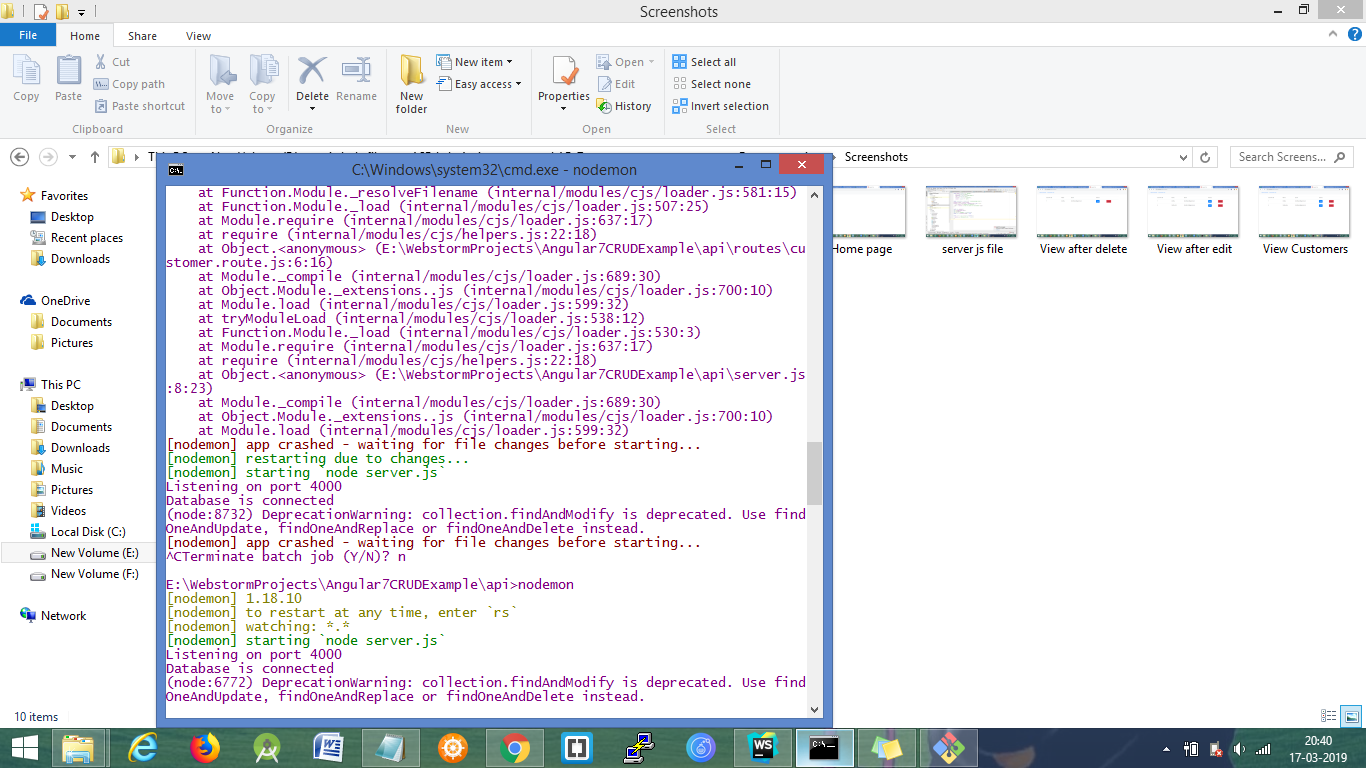 Screenshots
File Home Share View
Copy
Paste
Cut
Copy path
Paste shortcut
Clipboard
Move to
Copy to
Delete
Rename
Organize
New folder
New item
Easy access
New
Properties
Open
Edit
History
Open
Select all
Select none
Invert selection
Select
Screenshots
Search Screens...
Favorites
Desktop
Recent places
Downloads
OneDrive
Documents
Pictures
This PC
Desktop
Documents
Downloads
Music
Pictures
Videos
Local Disk (C:)
New Volume (E:)
New Volume (F:)
Network
Home page
server js file
View after delete
View after edit
View Customers
C:\Windows\system32\cmd.exe - nodemon
at Function.Module._resolveFilename (internal/modules/cjs/loader.js:581:15)
at Function.Module._load (internal/modules/cjs/loader.js:507:25)
at Module.require (internal/modules/cjs/loader.js:637:17)
at require (internal/modules/cjs/helpers.js:22:18)
at Object.<anonymous> (E:\WebstormProjects\Angular7CRUDExample\api\routes\cu
stomer.route.js:6:16)
at Module._compile (internal/modules/cjs/loader.js:689:30)
at Object.Module._extensions..js (internal/modules/cjs/loader.js:700:10)
at Module.load (internal/modules/cjs/loader.js:599:32)
at tryModuleLoad (internal/modules/cjs/loader.js:538:12)
at Function.Module._load (internal/modules/cjs/loader.js:530:3)
at Module.require (internal/modules/cjs/loader.js:637:17)
at require (internal/modules/cjs/helpers.js:22:18)
at Object.<anonymous> (E:\WebstormProjects\Angular7CRUDExample\api\server.js
:8:23)
at Module._compile (internal/modules/cjs/loader.js:689:30)
at Object.Module._extensions..js (internal/modules/cjs/loader.js:700:10)
at Module.load (internal/modules/cjs/loader.js:599:32)
[nodemon] app crashed - waiting for file changes before starting...
[nodemon] restarting due to changes...
[nodemon] starting `node server.js`
Listening on port 4000
Database is connected
(node:8732) DeprecationWarning: collection.findAndModify is deprecated. Use find
OneAndUpdate, findOneAndReplace or findOneAndDelete instead.
[nodemon] app crashed - waiting for file changes before starting...
^CTerminate batch job (Y/N)? n
E:\WebstormProjects\Angular7CRUDExample\api>nodemon
[nodemon] 1.18.10
[nodemon] to restart at any time, enter `rs`
[nodemon] watching: *.*
[nodemon] starting `node server.js`
Listening on port 4000
Database is connected
(node:6772) DeprecationWarning: collection.findAndModify is deprecated. Use find
OneAndUpdate, findOneAndReplace or findOneAndDelete instead.
10 items
20:40
17-03-2019